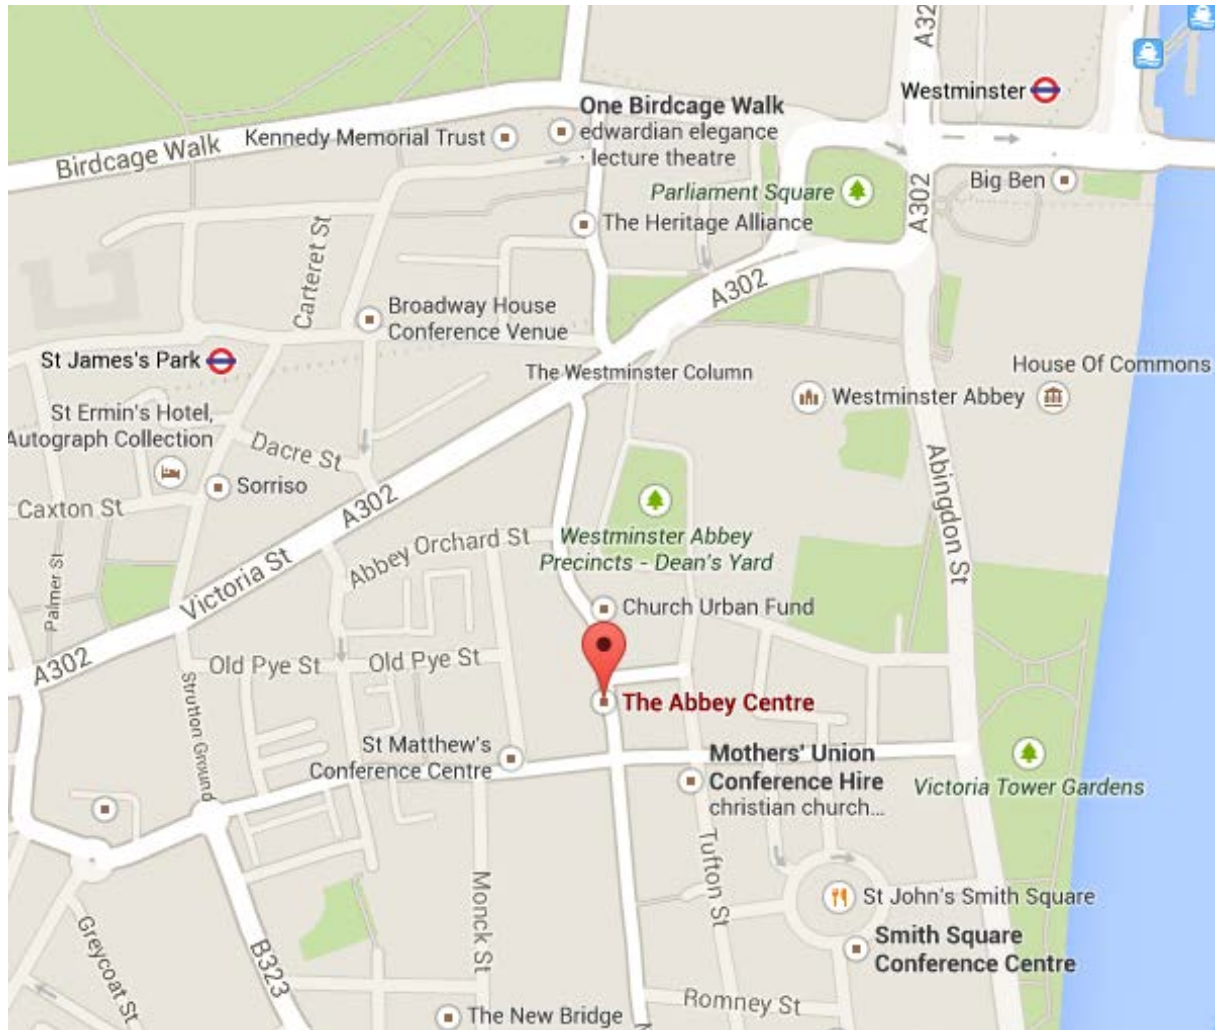 A32
Westminster
One Birdcage Walk
edwardian elegance
lecture theatre
Kennedy Memorial Trust
Birdcage Walk
Parliament Square
Big Ben
A302
The Heritage Alliance
Carteret St
A302
Broadway House
Conference Venue
St James's Park
The Westminster Column
House Of Commons
Westminster Abbey
St Ermin's Hotel,
Autograph Collection
Dacre St
Sorriso
Caxton St
A302
Abingdon St
Westminster Abbey
Precincts - Dean's Yard
Abbey Orchard St
Victoria St
Palmer St
Church Urban Fund
A302
Old Pye St
Old Pye St
Strutton Ground
The Abbey Centre
St Matthew's
Conference Centre
Mothers' Union
Conference Hire
christian church...
Victoria Tower Gardens
Tufton St
Monck St
St John's Smith Square
Smith Square
Conference Centre
Greycoat St
B323
Romney St
The New Bridge